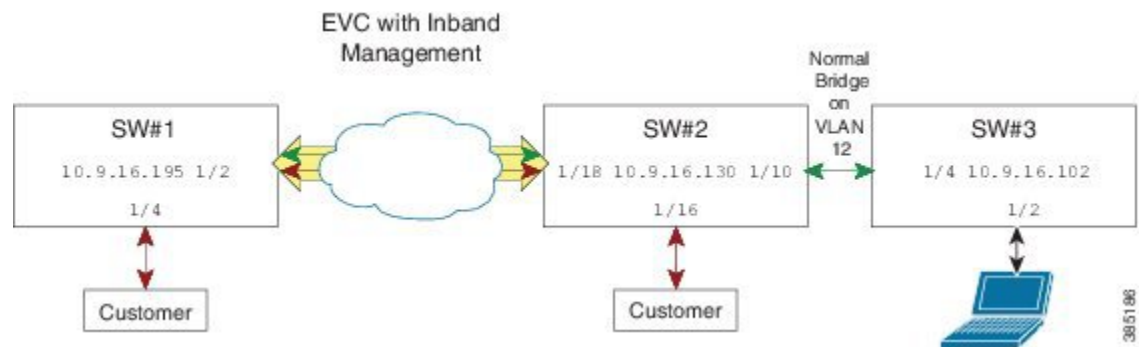 EVC with Inband
Management
Normal
Bridge
on
VLAN
12
SW#1
10.9.16.195 1/2
1/4
SW#2
1/18 10.9.16.130 1/10
1/16
SW#3
1/4 10.9.16.102
1/2
Customer
Customer
385186